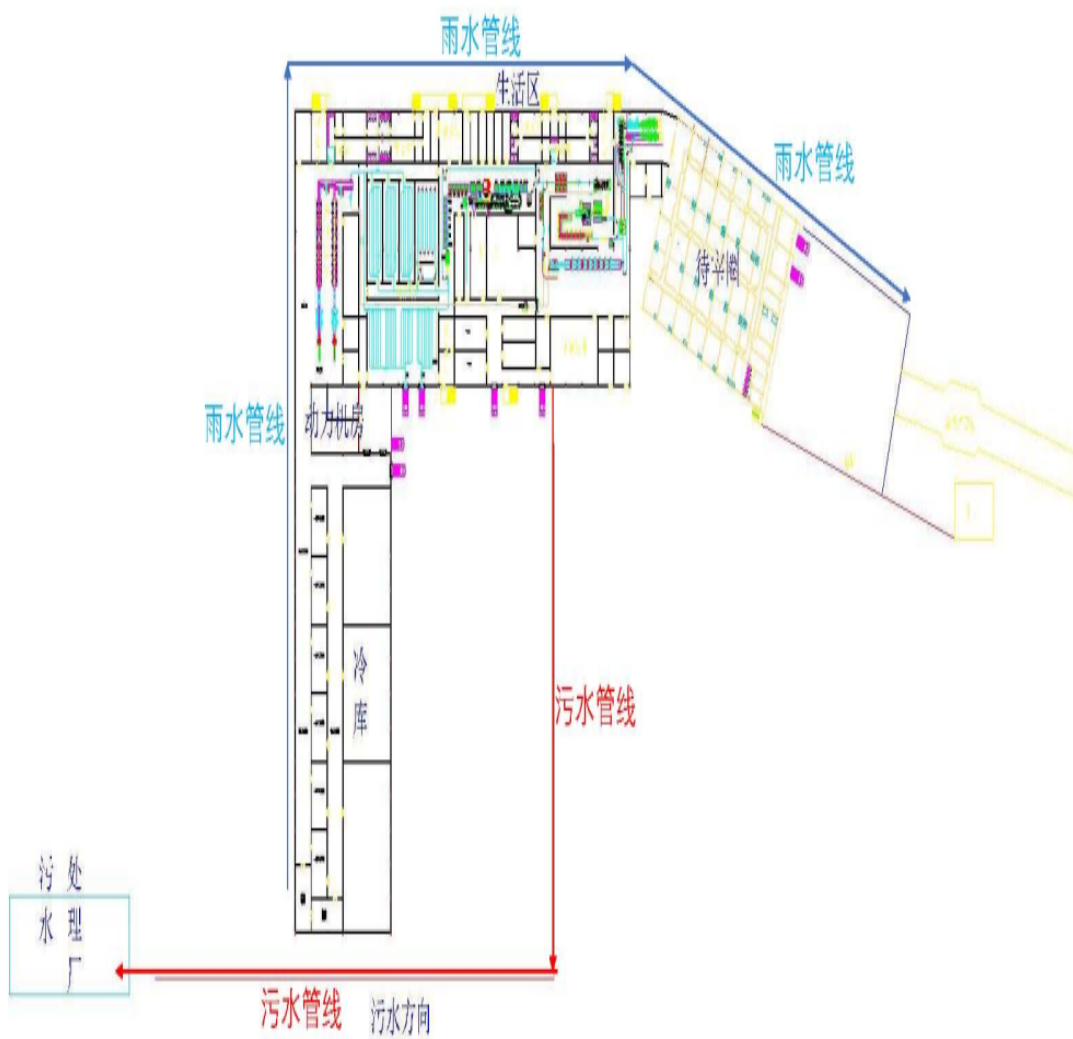 雨水管线
生活区
雨水管线
待宰圈
雨水管线
动力机房
冷
库
污水管线
污 处
水 理
厂
污水管线
污水方向